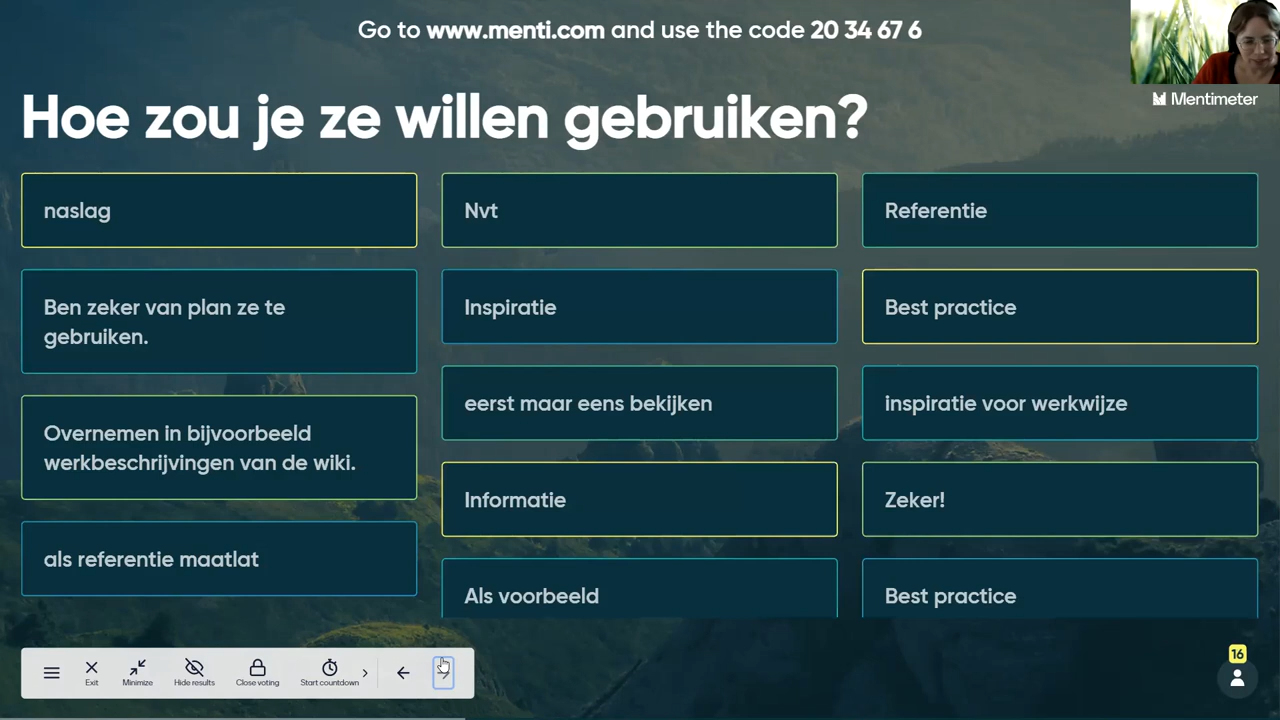 Go to www.menti.com and use the code 20 34 67 6
Mentimeter
Hoe zou je ze willen gebruiken?
naslag
Ben zeker van plan ze te
gebruiken.
Overnemen in bijvoorbeeld
werkbeschrijvingen van de wiki.
als referentie maatlat
Nvt
Inspiratie
eerst maar eens bekijken
Informatie
Als voorbeeld
Referentie
Best practice
inspiratie voor werkwijze
Zeker!
Best practice
Exit
Minimize
Hide results
Close voting
Start countdown
16